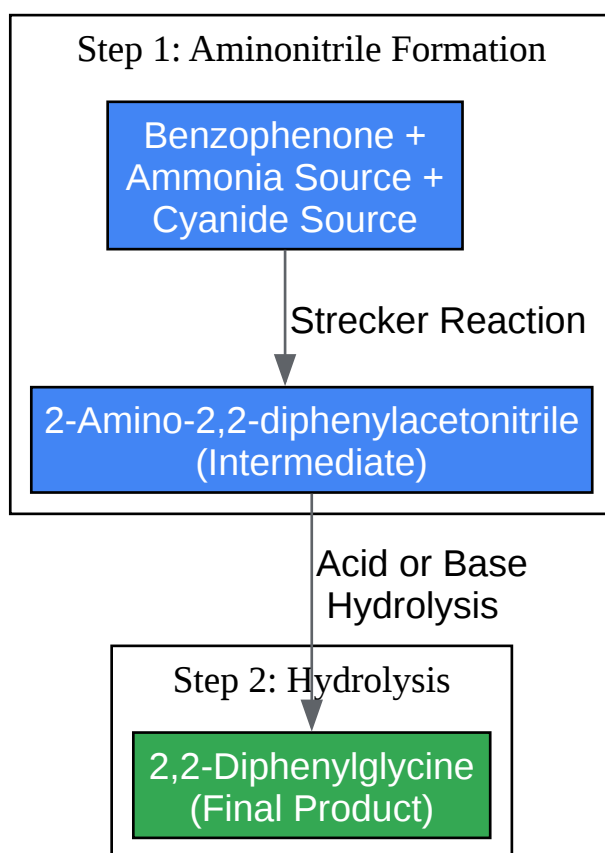 Step 1: Aminonitrile Formation
Benzophenone +
Ammonia Source +
Cyanide Source
Strecker Reaction
2-Amino-2,2-diphenylacetonitrile
(Intermediate)
Acid or Base
Hydrolysis
Step 2: Hydrolysis
2,2-Diphenylglycine
(Final Product)